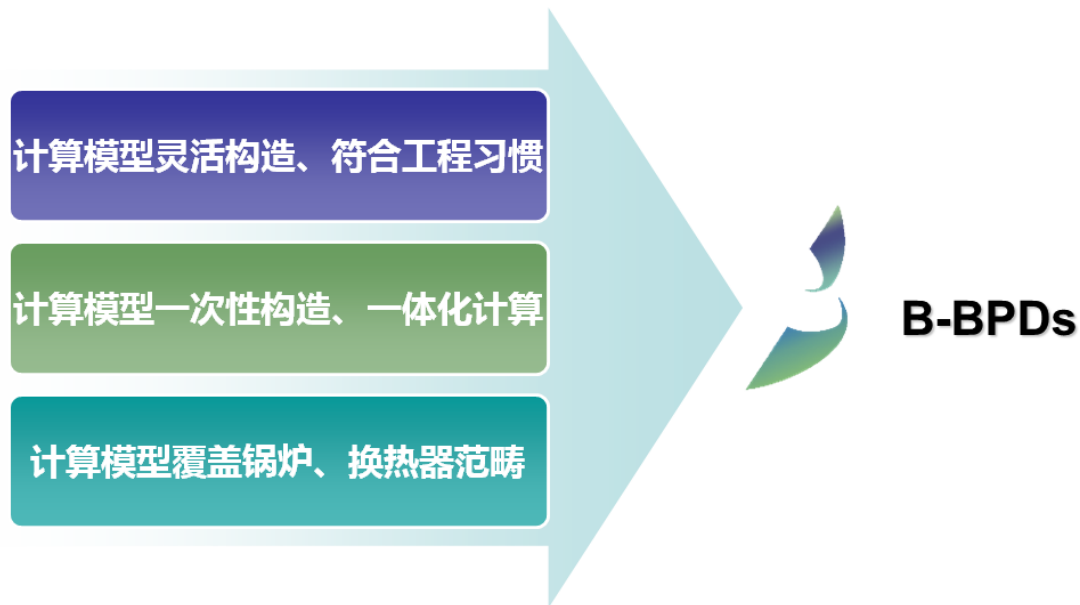 计算模型灵活构造、符合工程习惯
计算模型一次性构造、一体化计算
计算模型覆盖锅炉、换热器范畴
B-BPDs